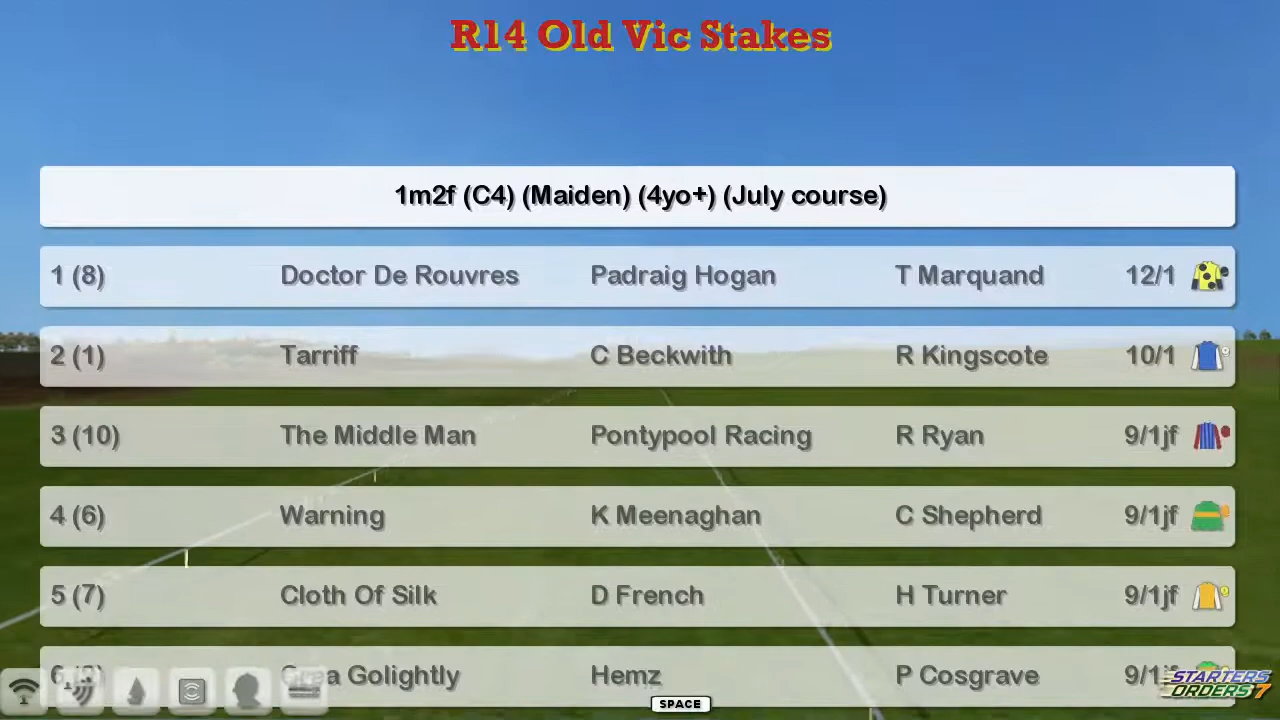 R14 Old Vic Stakes
1m2f (C4) (Maiden) (4yo+) (July course)
1 (8) Doctor De Rouvres Padraig Hogan T Marquand 12/1
2 (1) Tarriff C Beckwith R Kingscote 10/1
3 (10) The Middle Man Pontypool Racing R Ryan 9/1jf
4 (6) Warning K Meenaghan C Shepherd 9/1jf
5 (7) Cloth Of Silk D French H Turner 9/1jf
6 Golightly Hemz P Cosgrave 9/1jf
STARTERS
ORDERS 7
SPACE